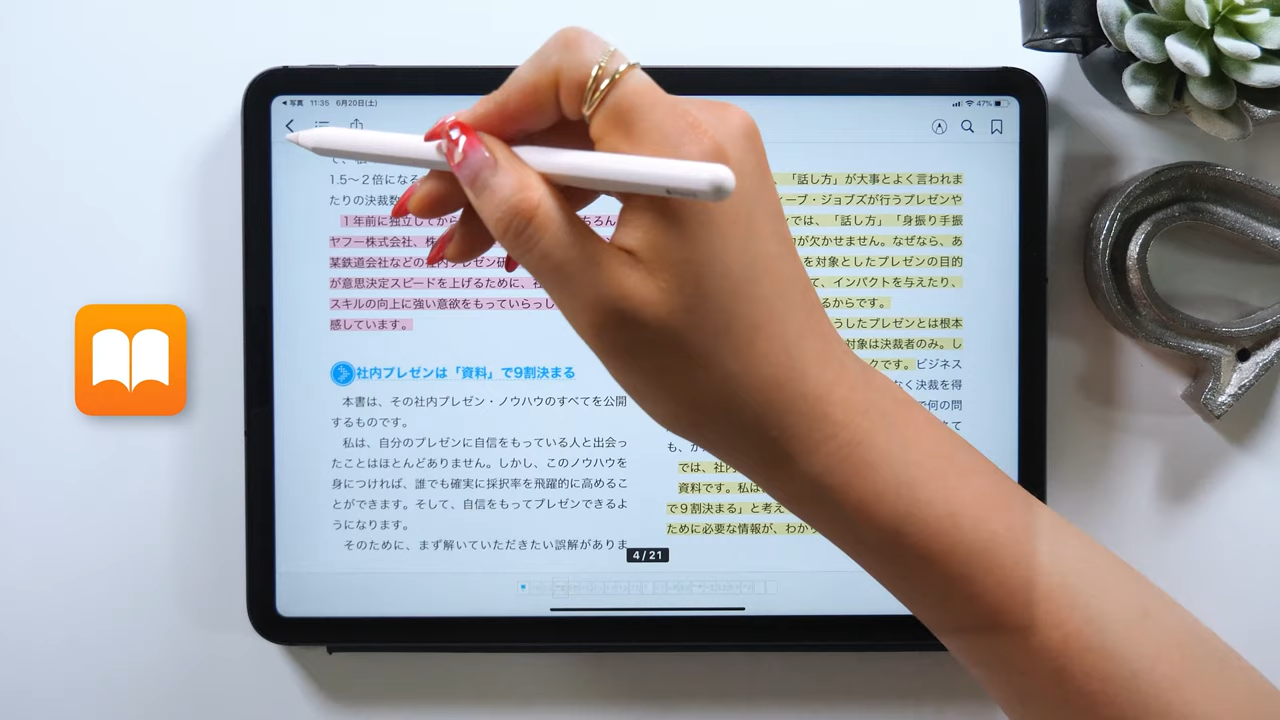 ◀写真 11:35 6月20日(土)
47%
1.5〜2倍になる
たりの決裁数
1年前に独立してから
ちろん
ヤフー株式会社、株
某鉄道会社などの社内プレゼン研
が意思決定スピードを上げるために、社
スキルの向上に強い意欲をもっていらっし
感しています。
社内プレゼンは「資料」で9割決まる
本書は、その社内プレゼン・ノウハウのすべてを公開
するものです。
私は、自分のプレゼンに自信をもっている人と出会っ
たことはほとんどありません。しかし、このノウハウを
身につければ、誰でも確実に採択率を飛躍的に高めるこ
とができます。そして、自信をもってプレゼンできるよ
うになります。
そのために、まず解いていただきたい誤解がありま
、「話し方」が大事とよく言われま
ィーブ・ジョブズが行うプレゼンや
では、「話し方」「身振り手振
が欠かせません。なぜなら、あ
を対象としたプレゼンの目的
て、インパクトを与えたり、
るからです。
うしたプレゼンとは根本
対象は決裁者のみ。し
クです。ビジネス
なく決裁を得
で何の問
て
も、か
では、社内
資料です。私は
で9割決まる」と考え
ために必要な情報が、わか
4/21